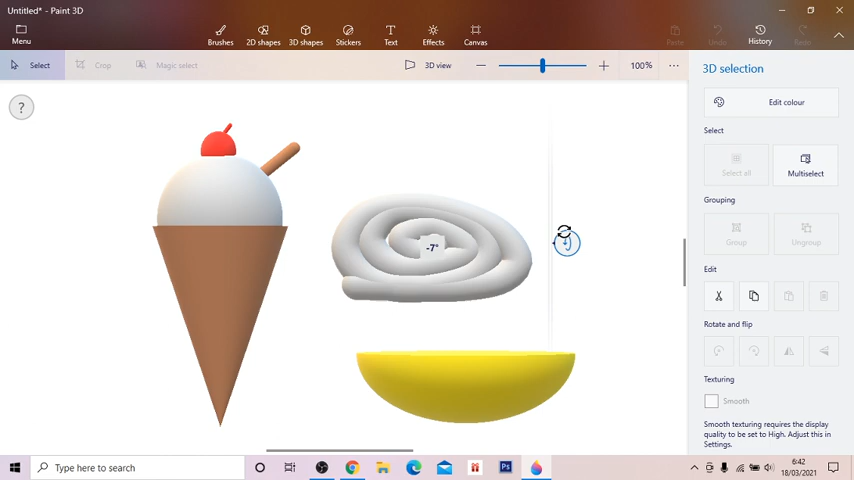 Untitled* - Paint 3D
Menu
Brushes
2D shapes
3D shapes
Stickers
Text
Effects
Canvas
Paste
Undo
History
Redo
Select
Crop
Magic select
3D view
100%
?
-7°
3D selection
Edit colour
Select
Select all
Multiselect
Grouping
Group
Ungroup
Edit
Rotate and flip
Texturing
Smooth
Smooth texturing requires the display
quality to be set to High. Adjust this in
Settings.
Type here to search
Ps
6:42
18/03/2021